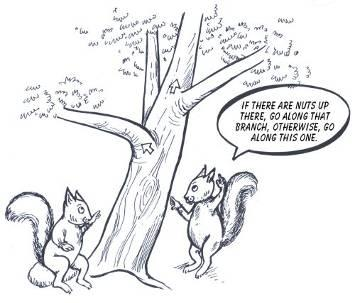 IF THERE ARE NUTS UP
THERE, GO ALONG THAT
BRANCH, OTHERWISE, GO
ALONG THIS ONE.